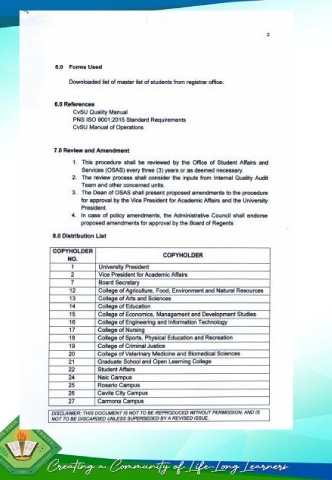 2
5.0 Forms Used
Downloaded list of master list of students from registrar office.
6.0 References
CvSU Quality Manual
PNS ISO 9001:2015 Standard Requirements
CvSU Manual of Operations
7.0 Review and Amendment
1. This procedure shall be reviewed by the Office of Student Affairs and
Services (OSAS) every three (3) years or as deemed necessary.
2. The review process shall consider the inputs from Internal Quality Audit
Team and other concerned units.
3. The Dean of OSAS shall present proposed amendments to the procedure
for approval by the Vice President for Academic Affairs and the University
President.
4. In case of policy amendments, the Administrative Council shall endorse
proposed amendments for approval by the Board of Regents
8.0 Distribution List
COPYHOLDER NO. COPYHOLDER
1 University President
2 Vice President for Academic Affairs
7 Board Secretary
12 College of Agriculture, Food, Environment and Natural Resources
13 College of Arts and Sciences
14 College of Education
15 College of Economics, Management and Development Studies
16 College of Engineering and Information Technology
17 College of Nursing
18 College of Sports, Physical Education and Recreation
19 College of Criminal Justice
20 College of Veterinary Medicine and Biomedical Sciences
21 Graduate School and Open Learning College
22 Student Affairs
24 Naic Campus
25 Rosario Campus
26 Cavite City Campus
27 Carmona Campus
DISCLAIMER: THIS DOCUMENT IS NOT TO BE REPRODUCED WITHOUT PERMISSION, AND IS
NOT TO BE DISCARDED UNLESS SUPERSEDED BY A REVISED ISSUE.
Creating a Community of Life-Long Learners